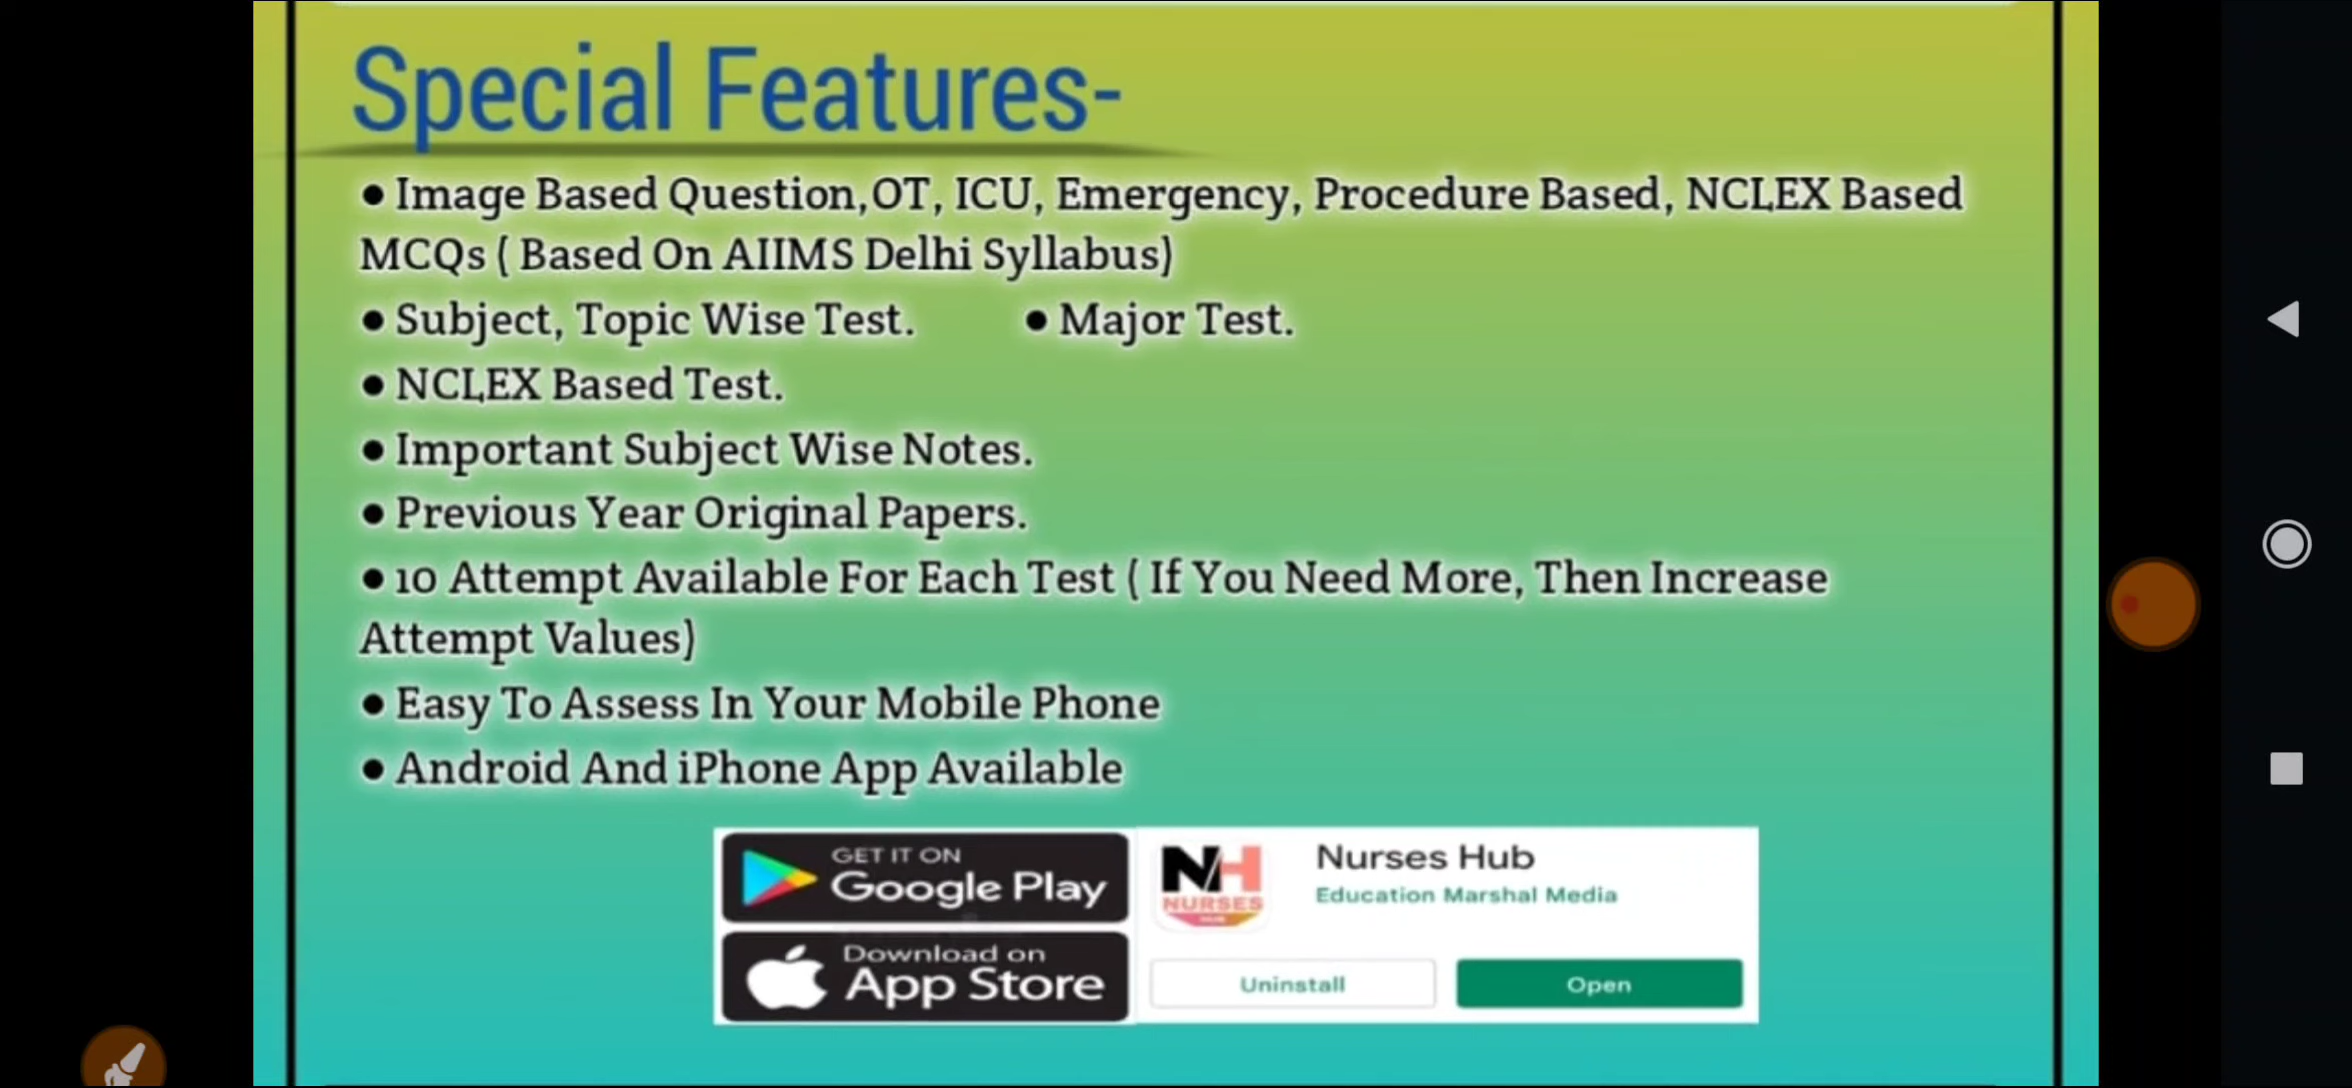 Special Features-
● Image Based Question,OT, ICU, Emergency, Procedure Based, NCLEX Based
MCQs ( Based On AIIMS Delhi Syllabus)
● Subject, Topic Wise Test. ● Major Test.
● NCLEX Based Test.
● Important Subject Wise Notes.
● Previous Year Original Papers.
● 10 Attempt Available For Each Test ( If You Need More, Then Increase
Attempt Values)
● Easy To Assess In Your Mobile Phone
● Android And iPhone App Available
GET IT ON
Google Play
Download on
App Store
NH
NURSES
HUB
Nurses Hub
Education Marshal Media
Uninstall
Open